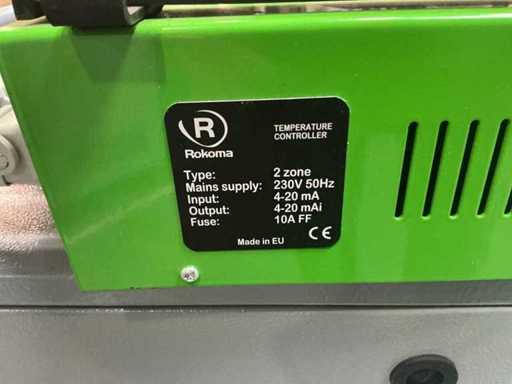 R
Rokoma
TEMPERATURE
CONTROLLER
Type: 2 zone
Mains supply: 230V 50Hz
Input: 4-20 mA
Output: 4-20 mAi
Fuse: 10A FF
Made in EU CE